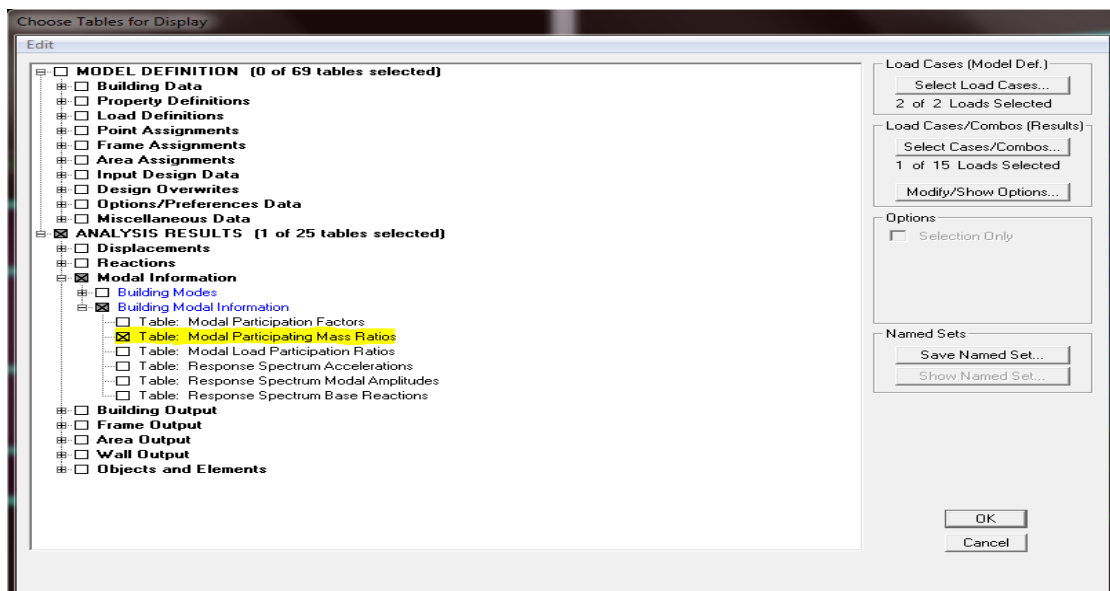 Choose Tables for Display
Edit
MODEL DEFINITION (0 of 69 tables selected)
Building Data
Property Definitions
Load Definitions
Point Assignments
Frame Assignments
Area Assignments
Input Design Data
Design Overwrites
Options/Preferences Data
Miscellaneous Data
ANALYSIS RESULTS (1 of 25 tables selected)
Displacements
Reactions
Modal Information
Building Modes
Building Modal Information
Table: Modal Participation Factors
Table: Modal Participating Mass Ratios
Table: Modal Load Participation Ratios
Table: Response Spectrum Accelerations
Table: Response Spectrum Modal Amplitudes
Table: Response Spectrum Base Reactions
Building Output
Frame Output
Area Output
Wall Output
Objects and Elements
Load Cases (Model Def.)
Select Load Cases...
2 of 2 Loads Selected
Load Cases/Combos (Results)
Select Cases/Combos...
1 of 15 Loads Selected
Modify/Show Options...
Options
Selection Only
Named Sets
Save Named Set...
Show Named Set...
OK
Cancel